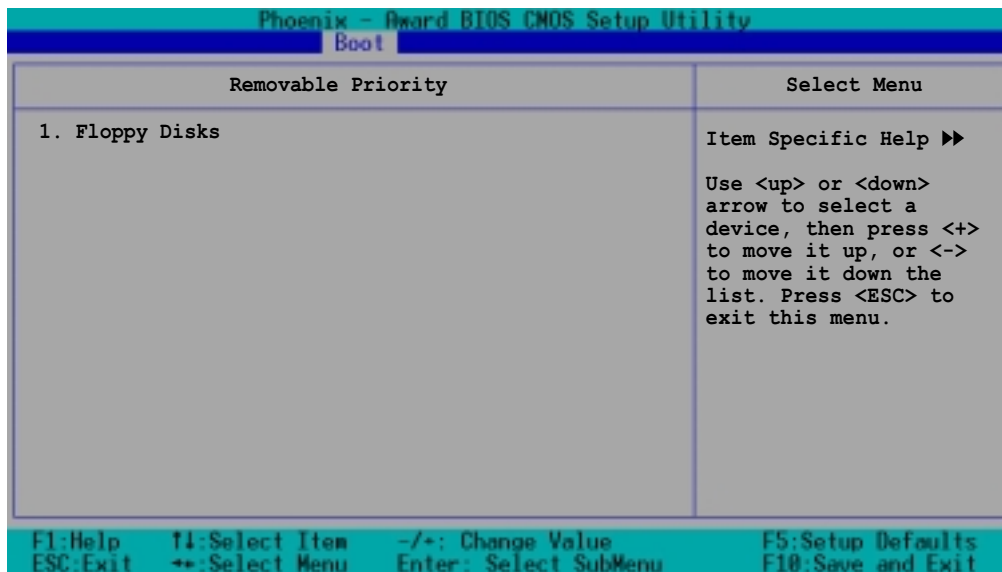 Phoenix - Award BIOS CMOS Setup Utility
Boot
Removable Priority
Select Menu
1. Floppy Disks
Item Specific Help ▶▶
Use <up> or <down>
arrow to select a
device, then press <+>
to move it up, or <->
to move it down the
list. Press <ESC> to
exit this menu.
F1:Help ↑↓:Select Item -/+: Change Value F5:Setup Defaults
ESC:Exit ←→:Select Menu Enter: Select SubMenu F10:Save and Exit